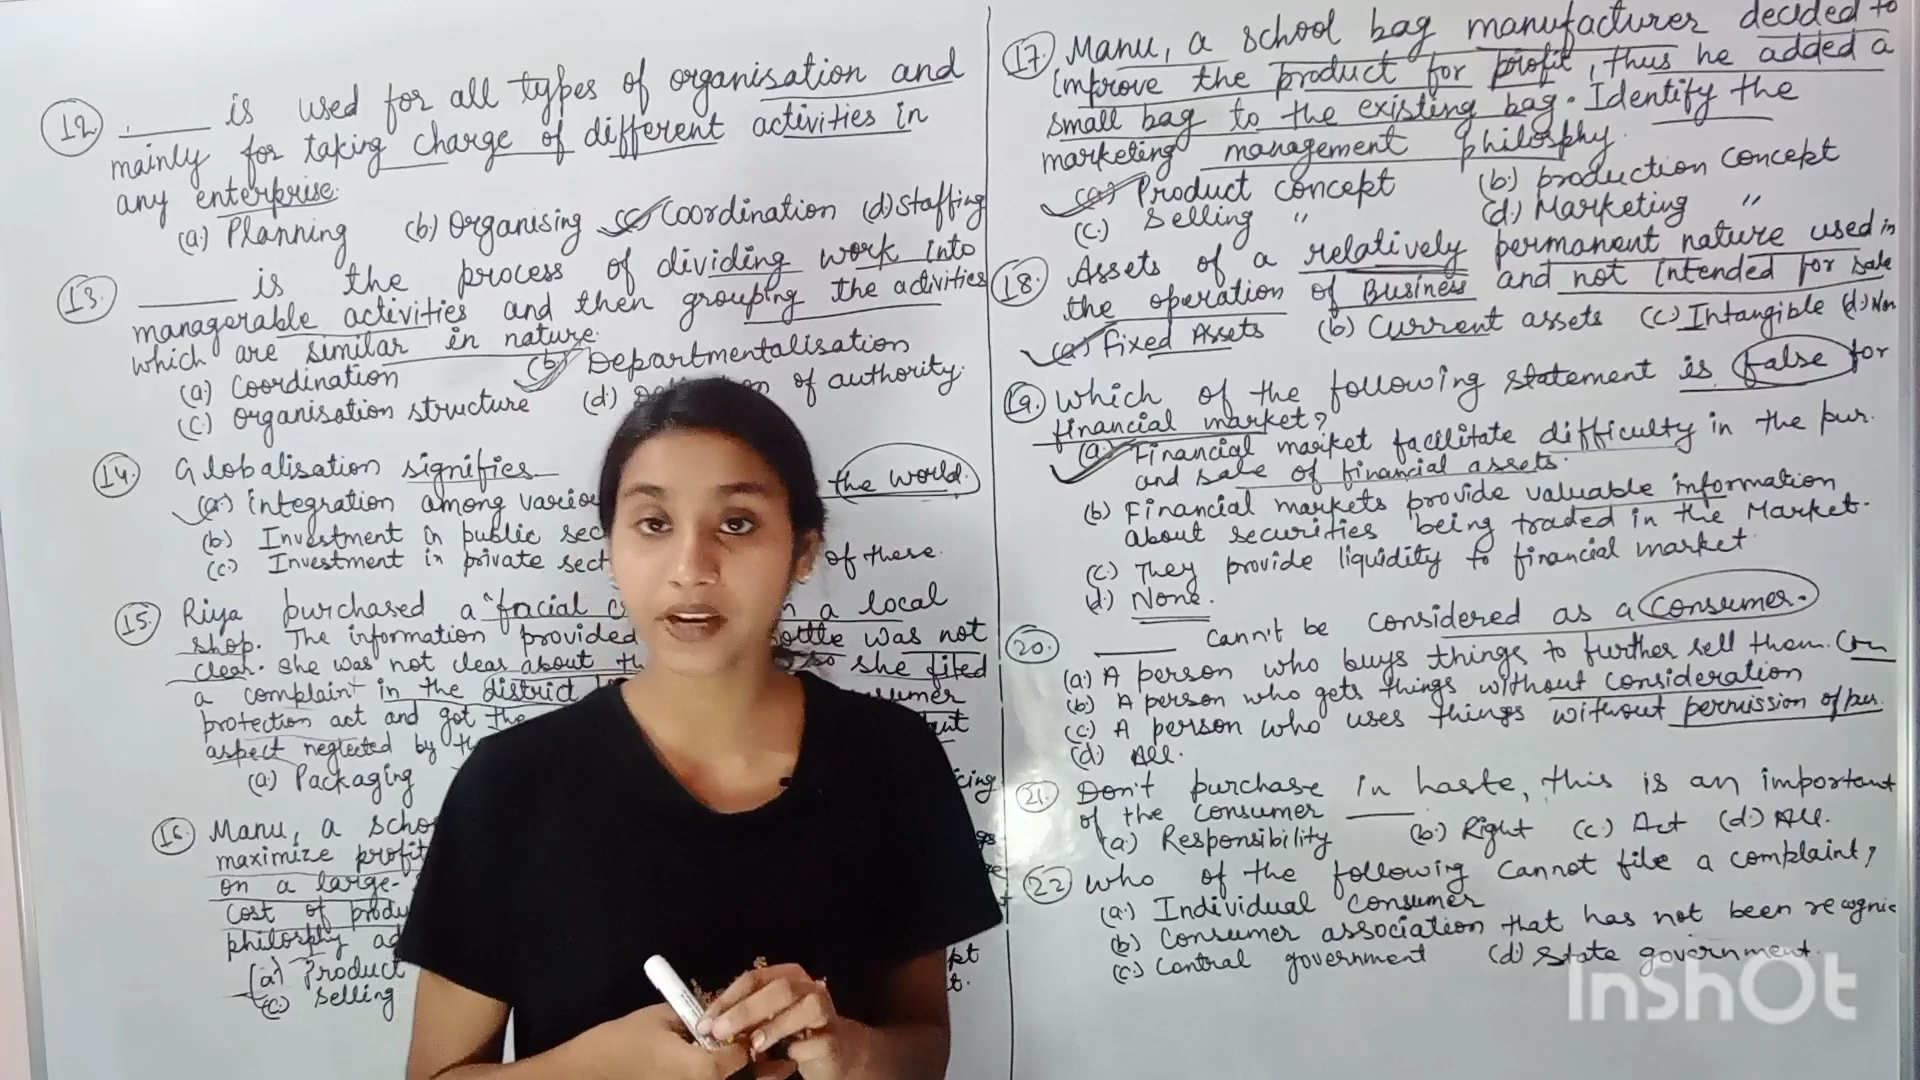 12. ____ is used for all types of organisation and
mainly for taking charge of different activities in
any enterprise.
(a.) Planning (b.) Organising (c) Coordination (d) Staffing
13. ____ is the process of dividing work into
managerable activities and then grouping the activities
which are similar in nature.
(a.) Coordination (b.) Departmentalisation
(c.) Organisation structure (d.) of authority.
14. Globalisation signifies
(a.) integration among the world.
(b) Investment in public
(c.) Investment in private of these.
15. Riya purchased a "facial a local
shop. The information provided was not
clear. She was not clear about so she filed
a complaint in the district
protection act and got the
aspect neglected by
(a.) Packaging
16. Manu, a
maximize profit
on a large-
cost of
philosphy
(a.) Product
(c.) Selling
17. Manu, a school bag manufacturer decided to
improve the product for profit, thus he added a
small bag to the existing bag. Identify the
marketing management philosphy.
(a.) Product concept (b.) production concept
(c.) Selling " (d.) Marketing "
18. Assets of a relatively permanent nature used in
the operation of Business and not intended for sale
(a.) Fixed Assets (b) Current assets (c.) Intangible (d.) Non
19. Which of the following statement is false for
financial market?
(a.) Financial market facilitate difficulty in the pur.
and sale of financial assets.
(b) Financial markets provide valuable information
about securities being traded in the Market.
(c.) They provide liquidity to financial market.
(d.) None.
20. ____ cann't be considered as a consumer.
(a.) A person who buys things to further sell them.
(b.) A person who gets things without consideration
(c.) A person who uses things without permission of pur.
(d.) All.
21. Don't purchase in haste, this is an important
of the consumer ____
(a.) Responsibility (b.) Right (c.) Act (d.) All.
22. Who of the following cannot file a complaint?
(a.) Individual Consumer
(b.) Consumer association that has not been
(c.) Central government (d) State government.
InShOt